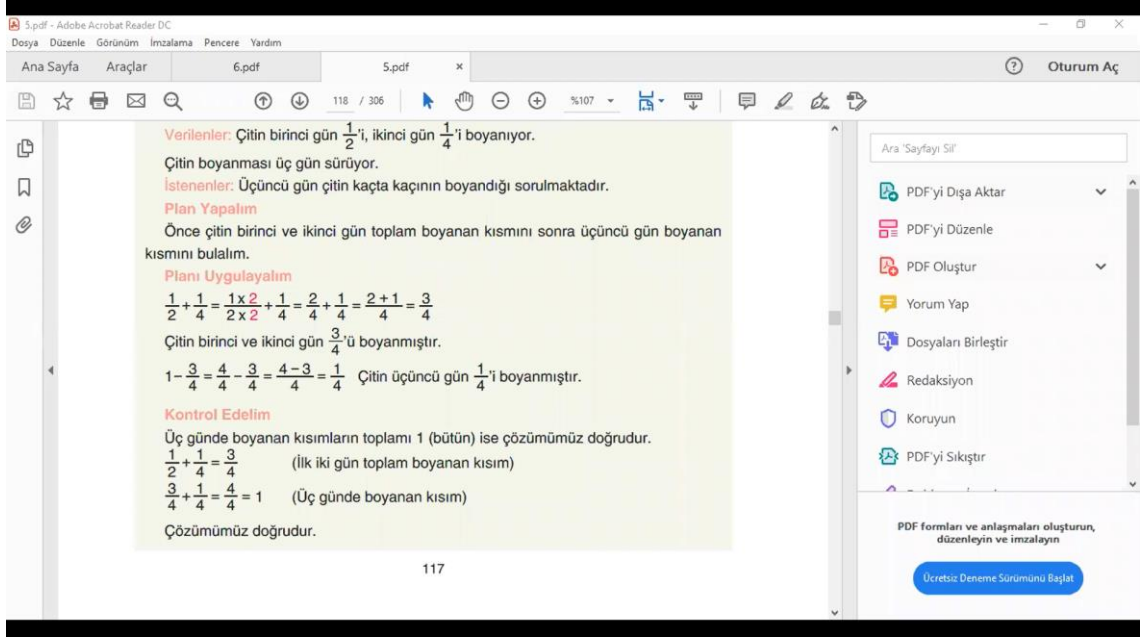 5.pdf - Adobe Acrobat Reader DC
Dosya Düzenle Görünüm İmzalama Pencere Yardım
Ana Sayfa Araçlar 6.pdf 5.pdf × ? Oturum Aç
118 / 306 %107
Verilenler: Çitin birinci gün 1/2'i, ikinci gün 1/4'i boyanıyor.
Çitin boyanması üç gün sürüyor.
İstenenler: Üçüncü gün çitin kaçta kaçının boyandığı sorulmaktadır.
Plan Yapalım
Önce çitin birinci ve ikinci gün toplam boyanan kısmını sonra üçüncü gün boyanan
kısmını bulalım.
Planı Uygulayalım
1/2 + 1/4 = 1 x 2/2 x 2 + 1/4 = 2/4 + 1/4 = 2 + 1/4 = 3/4
Çitin birinci ve ikinci gün 3/4'ü boyanmıştır.
1 - 3/4 = 4/4 - 3/4 = 4 - 3/4 = 1/4 Çitin üçüncü gün 1/4'i boyanmıştır.
Kontrol Edelim
Üç günde boyanan kısımların toplamı 1 (bütün) ise çözümümüz doğrudur.
1/2 + 1/4 = 3/4 (İlk iki gün toplam boyanan kısım)
3/4 + 1/4 = 4/4 = 1 (Üç günde boyanan kısım)
Çözümümüz doğrudur.
117
Ara 'Sayfayı Sil'
PDF'yi Dışa Aktar
PDF'yi Düzenle
PDF Oluştur
Yorum Yap
Dosyaları Birleştir
Redaksiyon
Koruyun
PDF'yi Sıkıştır
PDF formları ve anlaşmaları oluşturun,
düzenleyin ve imzalayın
Ücretsiz Deneme Sürümünü Başlat